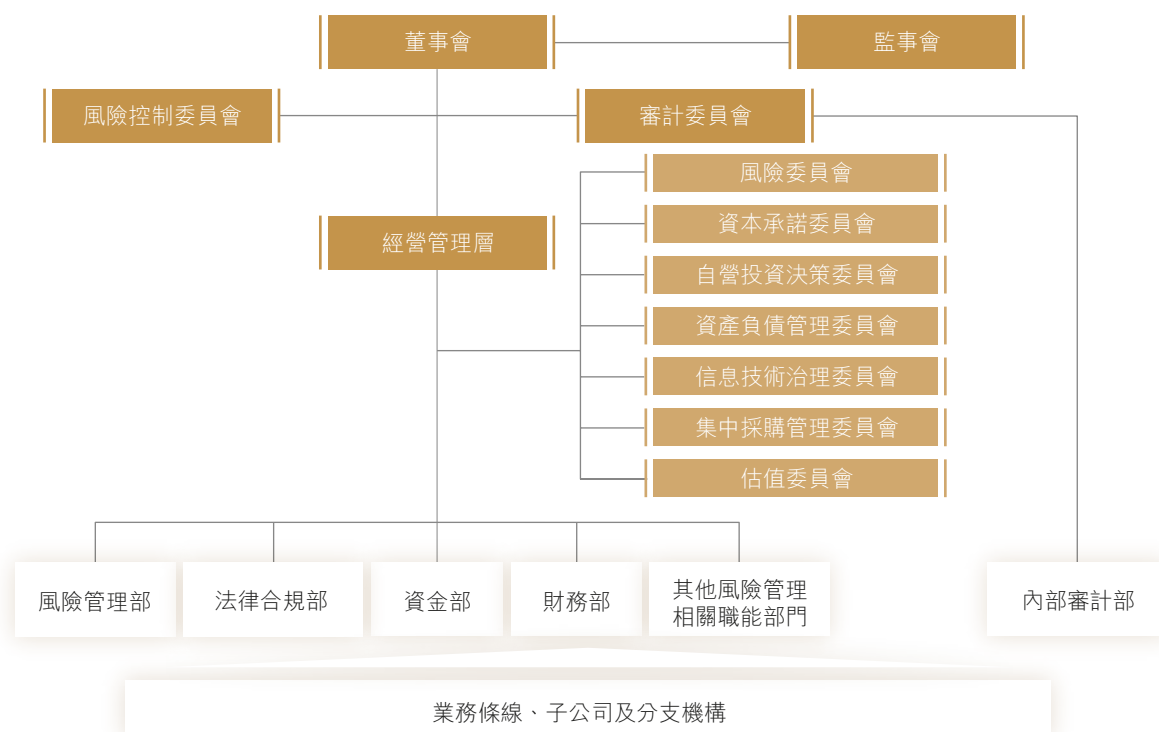 董事會
監事會
風險控制委員會
審計委員會
風險委員會
資本承諾委員會
經營管理層
自營投資決策委員會
資產負債管理委員會
信息技術治理委員會
集中採購管理委員會
估值委員會
風險管理部
法律合規部
資金部
財務部
其他風險管理
相關職能部門
內部審計部
業務條線、子公司及分支機構